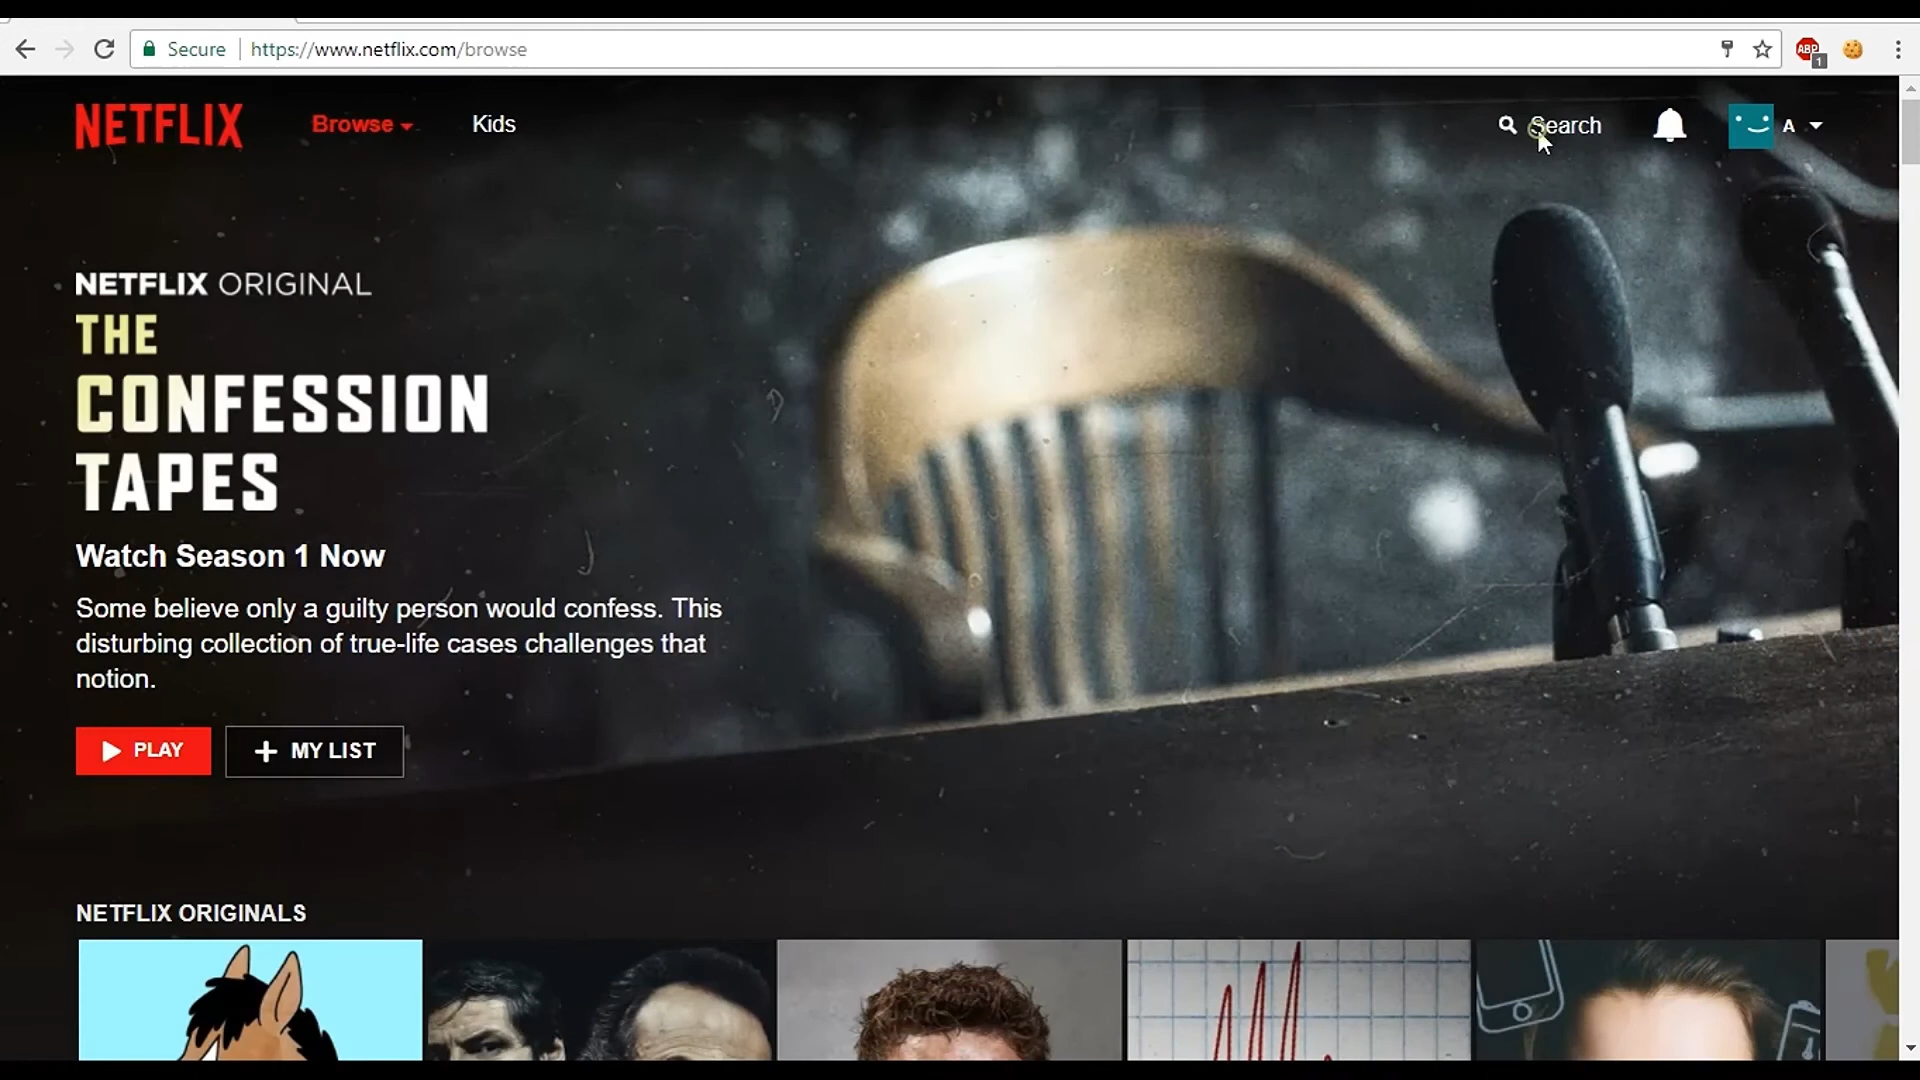 Secure https://www.netflix.com/browse
ABP
1
NETFLIX Browse Kids Search A
NETFLIX ORIGINAL
THE
CONFESSION
TAPES
Watch Season 1 Now
Some believe only a guilty person would confess. This
disturbing collection of true-life cases challenges that
notion.
PLAY + MY LIST
NETFLIX ORIGINALS